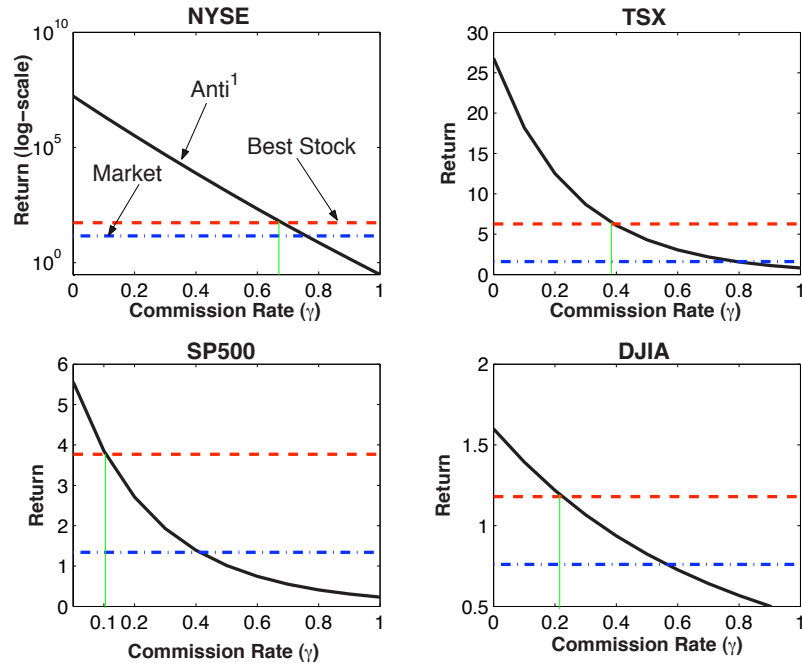 NYSE
10^10
10^5
10^0
Return (log-scale)
Anti^1
Best Stock
Market
0 0.2 0.4 0.6 0.8 1
Commission Rate (γ)
TSX
30
25
20
15
10
5
0
Return
0 0.2 0.4 0.6 0.8 1
Commission Rate (γ)
SP500
6
5
4
3
2
1
0
Return
0 0.1 0.2 0.4 0.6 0.8 1
Commission Rate (γ)
DJIA
2
1.5
1
0.5
Return
0 0.2 0.4 0.6 0.8 1
Commission Rate (γ)